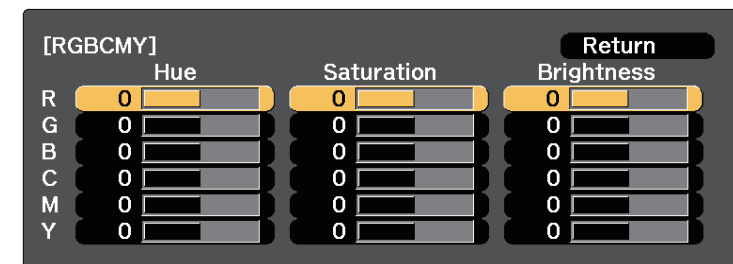 [RGBCMY] Return
Hue Saturation Brightness
R 0 0 0
G 0 0 0
B 0 0 0
C 0 0 0
M 0 0 0
Y 0 0 0